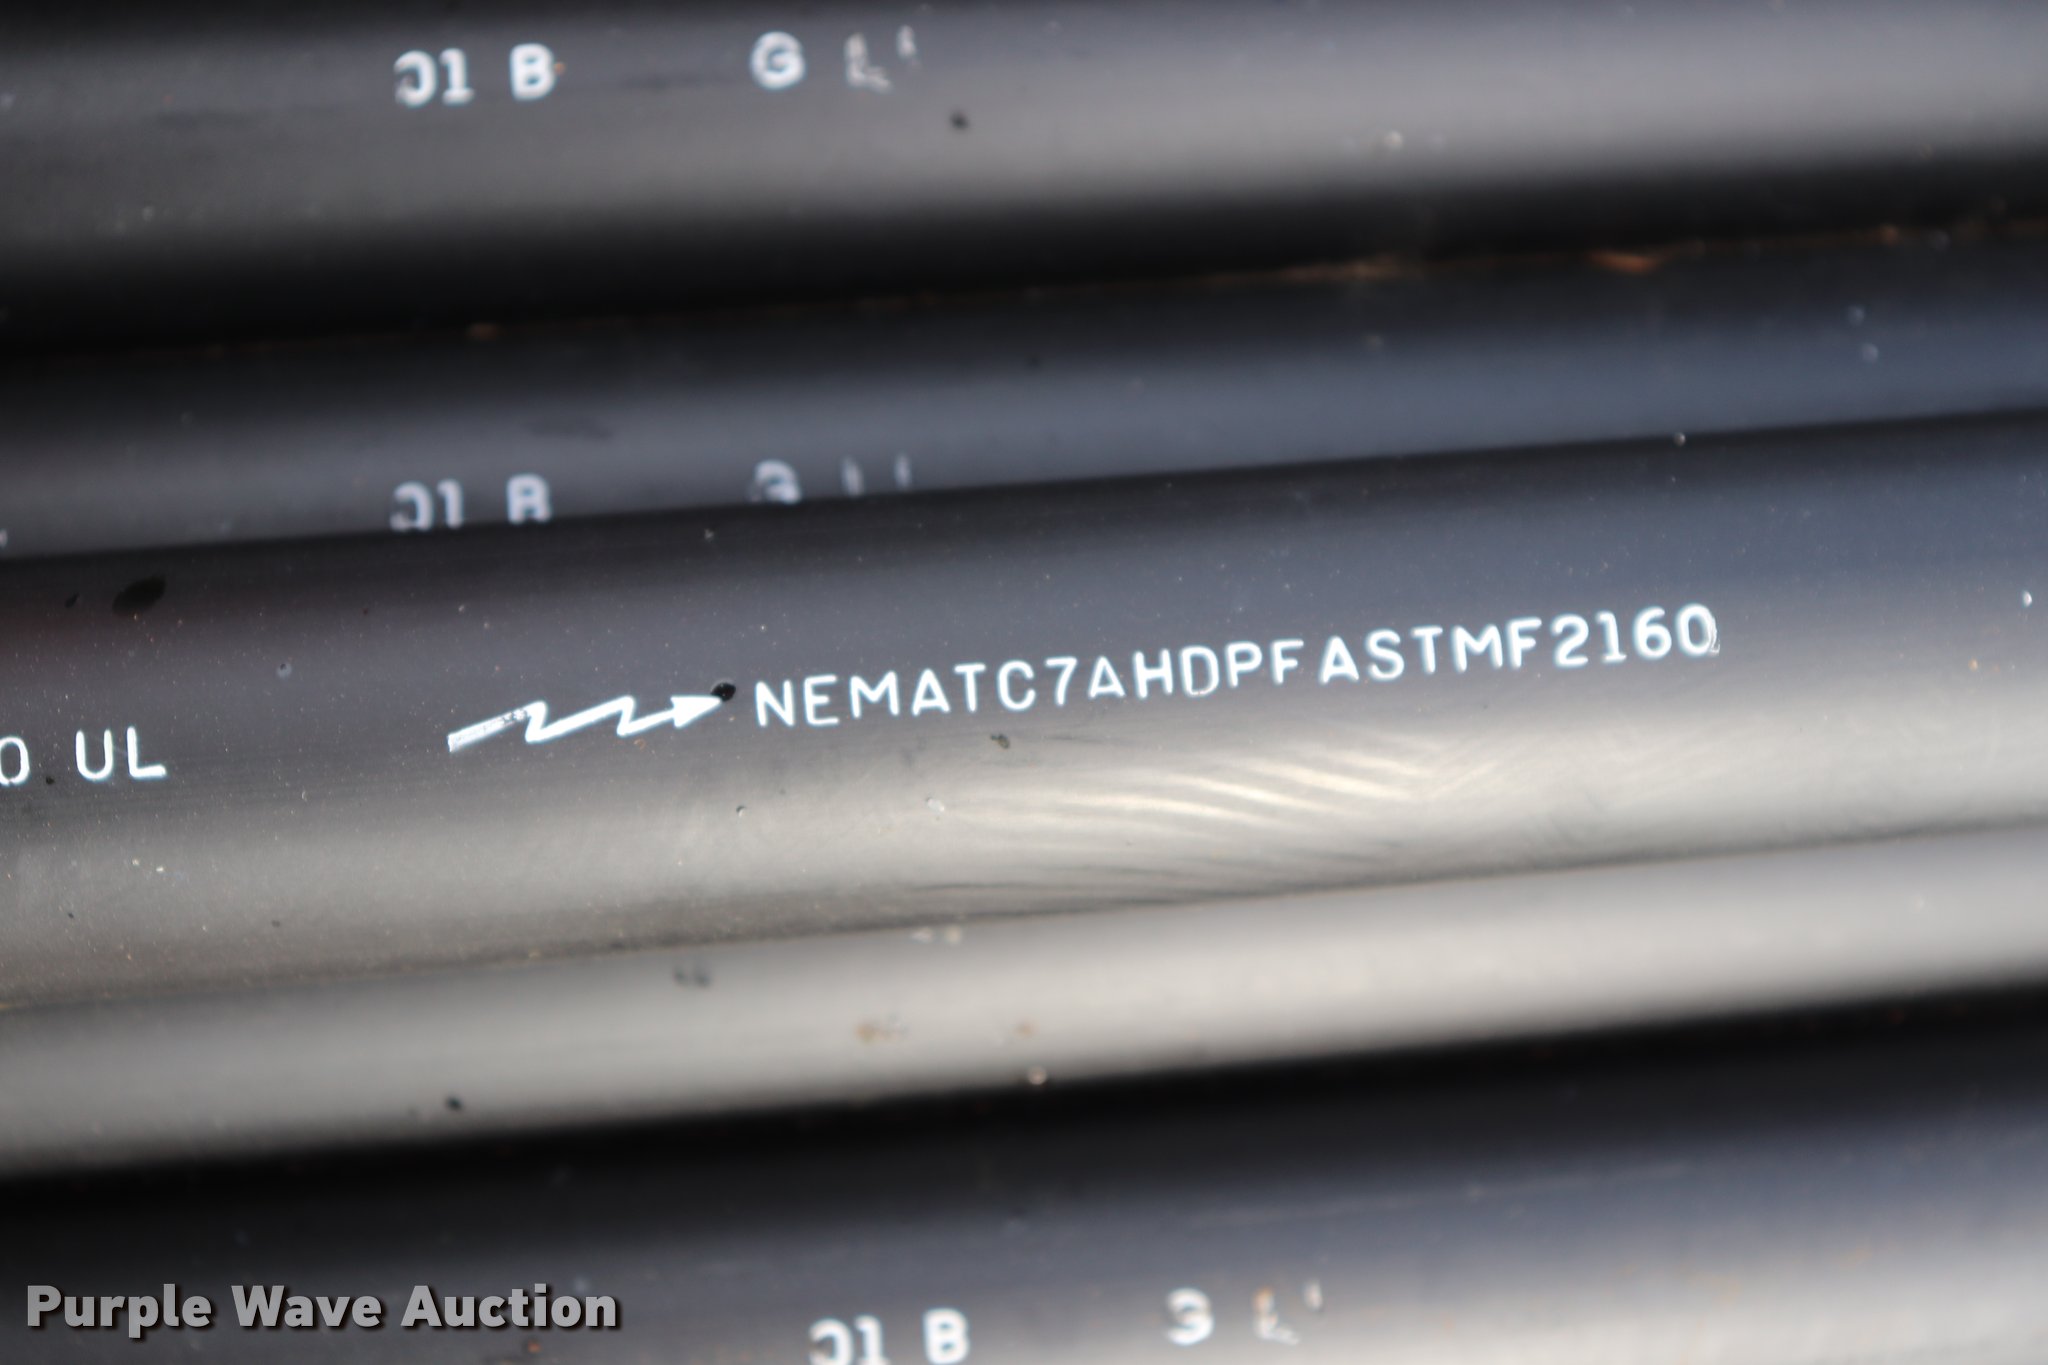 01 B G
01 B G
0 UL NEMATC7AHDPFASTMF2160
01 B
Purple Wave Auction